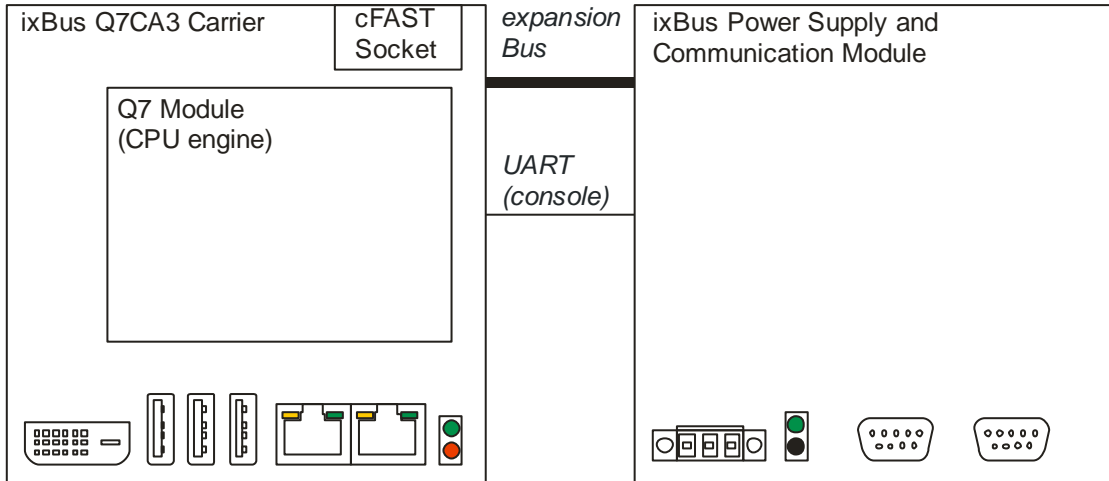 ixBus Q7CA3 Carrier
cFAST
Socket
Q7 Module
(CPU engine)
expansion
Bus
UART
(console)
ixBus Power Supply and
Communication Module